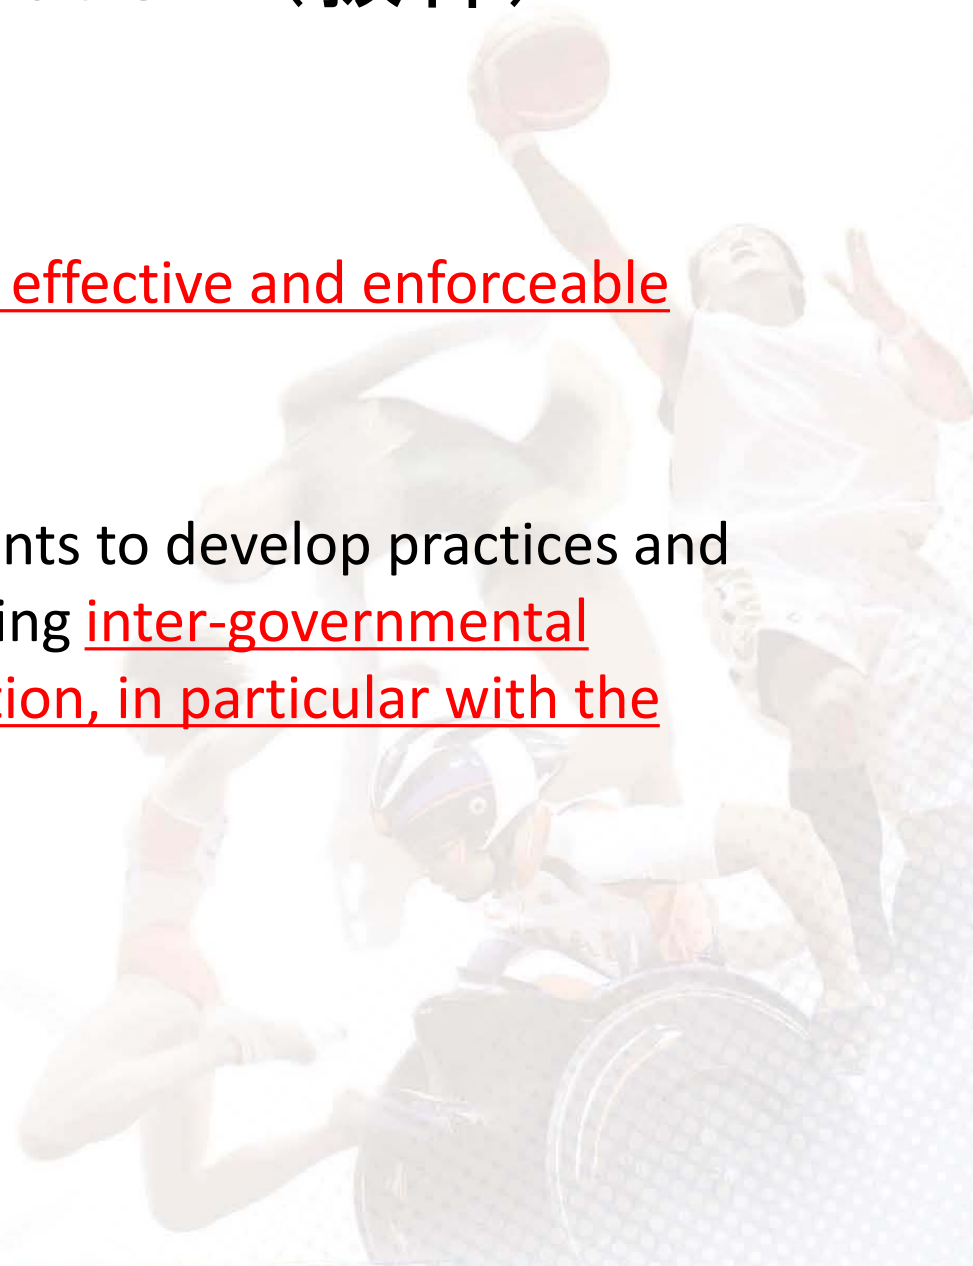 effective and enforceable
nts to develop practices and
ing inter-governmental
tion, in particular with the